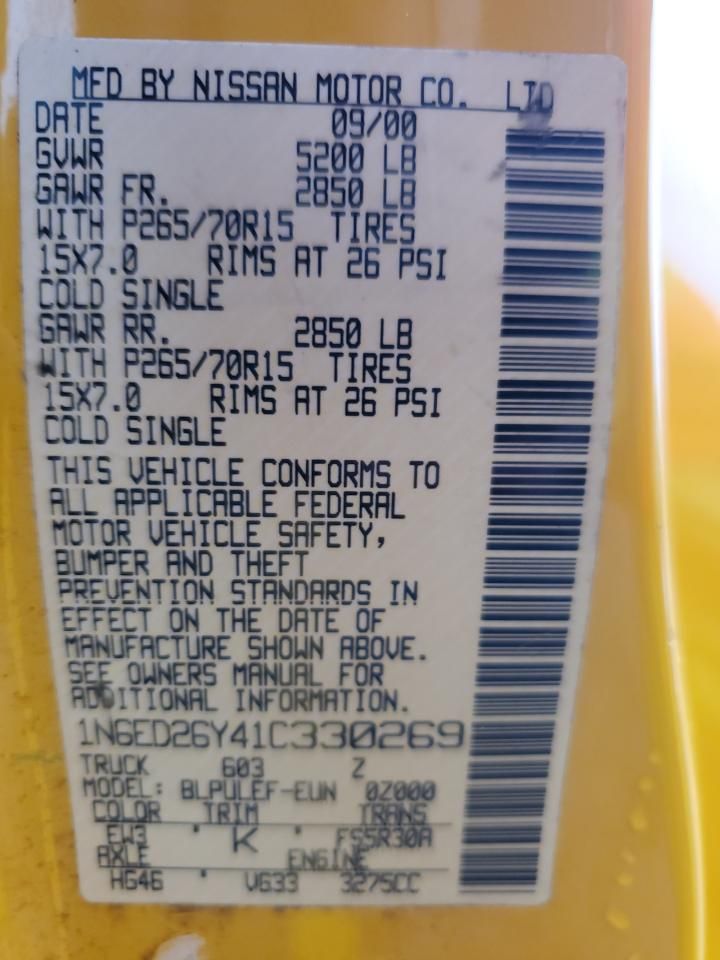 MFD BY NISSAN MOTOR CO. LTD
DATE 09/00
GVWR 5200 LB
GAWR FR. 2850 LB
WITH P265/70R15 TIRES
15X7.0 RIMS AT 26 PSI
COLD SINGLE
GAWR RR. 2850 LB
WITH P265/70R15 TIRES
15X7.0 RIMS AT 26 PSI
COLD SINGLE
THIS VEHICLE CONFORMS TO
ALL APPLICABLE FEDERAL
MOTOR VEHICLE SAFETY,
BUMPER AND THEFT
PREVENTION STANDARDS IN
EFFECT ON THE DATE OF
MANUFACTURE SHOWN ABOVE.
SEE OWNERS MANUAL FOR
ADDITIONAL INFORMATION.
1N6ED26Y41C330269
TRUCK 603 Z
MODEL: BLPULEF-EUN 0Z000
COLOR TRIM TRANS
EW3 K FS5R30A
AXLE ENGINE
HG46 VG33 3275CC